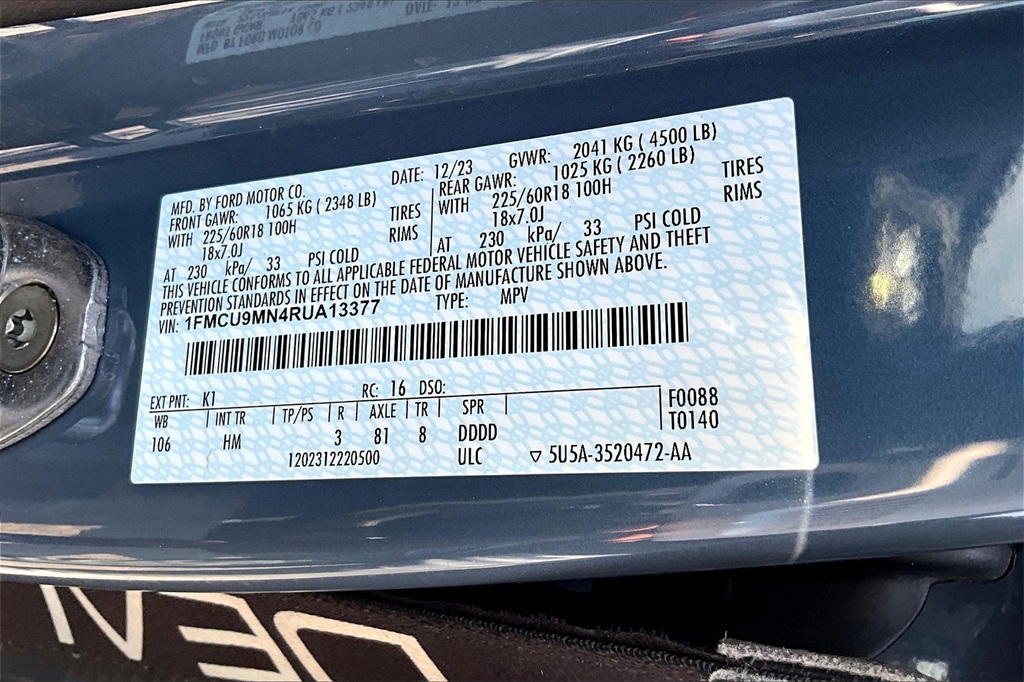 MFD. BY FORD MOTOR CO. DATE: 12/23 GVWR: 2041 KG ( 4500 LB)
FRONT GAWR: 1065 KG ( 2348 LB) REAR GAWR: 1025 KG ( 2260 LB)
WITH 225/60R18 100H TIRES WITH 225/60R18 100H TIRES
18x7.0J RIMS 18x7.0J RIMS
AT 230 kPa/ 33 PSI COLD AT 230 kPa/ 33 PSI COLD
THIS VEHICLE CONFORMS TO ALL APPLICABLE FEDERAL MOTOR VEHICLE SAFETY AND THEFT
PREVENTION STANDARDS IN EFFECT ON THE DATE OF MANUFACTURE SHOWN ABOVE.
VIN: 1FMCU9MN4RUA13377 TYPE: MPV
EXT PNT: K1 RC: 16 DSO:
WB INT TR TP/PS R AXLE TR SPR F0088
106 HM 3 81 8 DDDD T0140
1202312220500 ULC ▽ 5U5A-3520472-AA